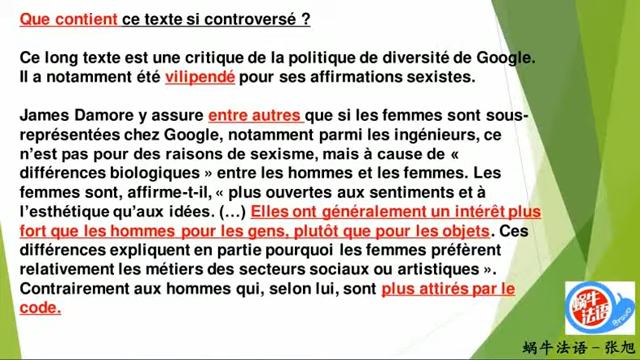 Que contient ce texte si controversé ?
Ce long texte est une critique de la politique de diversité de Google.
Il a notamment été vilipendé pour ses affirmations sexistes.
James Damore y assure entre autres que si les femmes sont sous-
représentées chez Google, notamment parmi les ingénieurs, ce
n'est pas pour des raisons de sexisme, mais à cause de «
différences biologiques » entre les hommes et les femmes. Les
femmes sont, affirme-t-il, « plus ouvertes aux sentiments et à
l'esthétique qu'aux idées. (…) Elles ont généralement un intérêt plus
fort que les hommes pour les gens, plutôt que pour les objets. Ces
différences expliquent en partie pourquoi les femmes préfèrent
relativement les métiers des secteurs sociaux ou artistiques ».
Contrairement aux hommes qui, selon lui, sont plus attirés par le
code.
蜗牛
法语
蜗牛法语－张旭